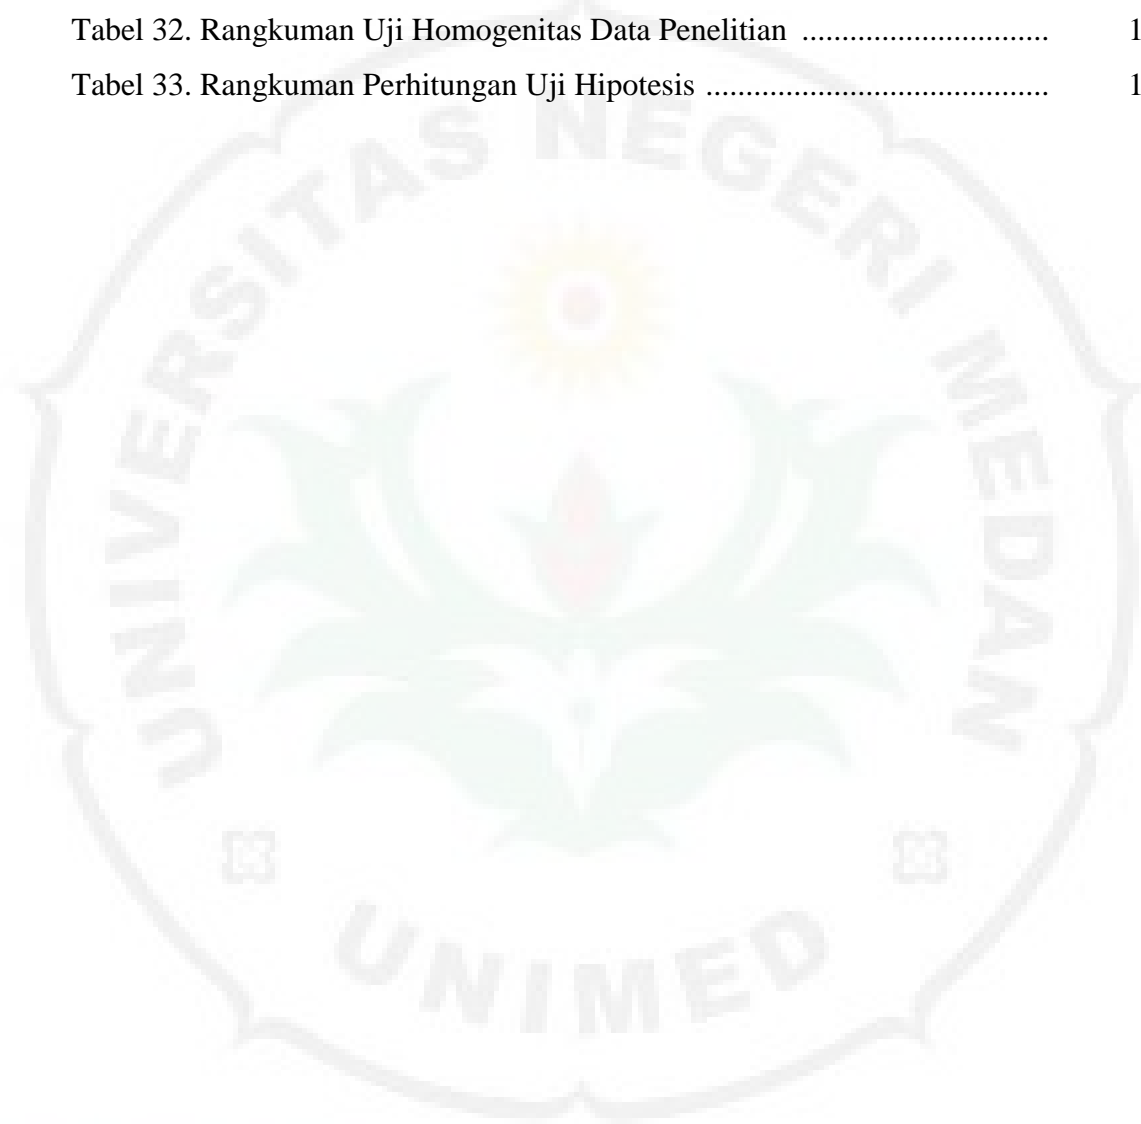 Tabel 32. Rangkuman Uji Homogenitas Data Penelitian ............................... 1
Tabel 33. Rangkuman Perhitungan Uji Hipotesis ........................................... 1
UNIVERSITAS NEGERI MEDAN
UNIMED